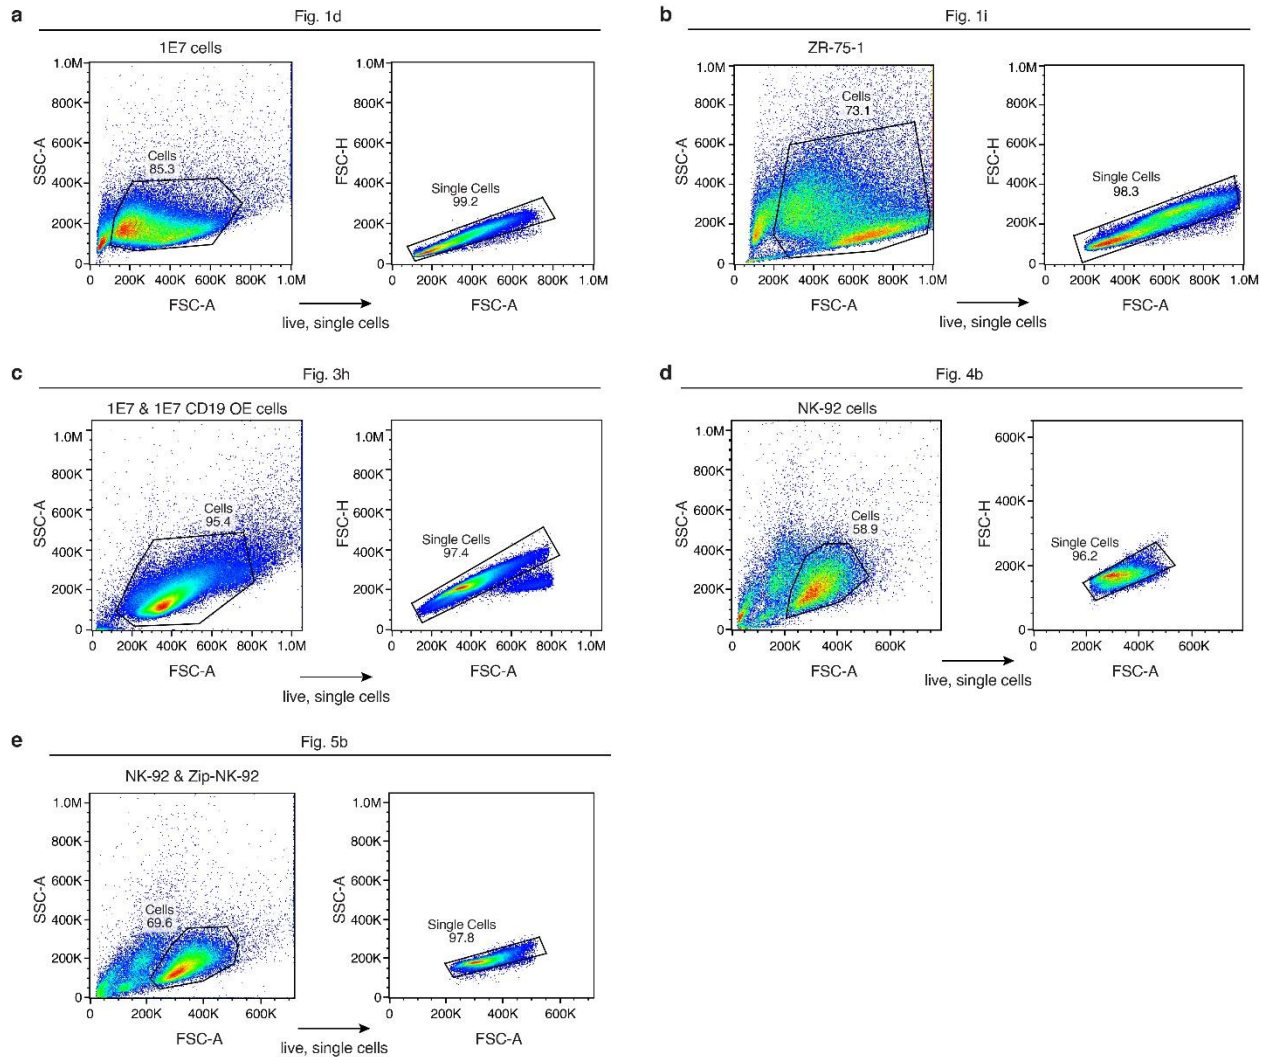 a
Fig. 1d
1E7 cells
SSC-A
1.0M
800K
600K
400K
200K
0
Cells
85.3
0 200K 400K 600K 800K 1.0M
FSC-A
FSC-H
1.0M
800K
600K
400K
200K
0
Single Cells
99.2
0 200K 400K 600K 800K 1.0M
FSC-A
live, single cells
b
Fig. 1i
ZR-75-1
SSC-A
1.0M
800K
600K
400K
200K
0
Cells
73.1
0 200K 400K 600K 800K 1.0M
FSC-A
FSC-H
1.0M
800K
600K
400K
200K
0
Single Cells
98.3
0 200K 400K 600K 800K 1.0M
FSC-A
live, single cells
c
Fig. 3h
1E7 & 1E7 CD19 OE cells
SSC-A
1.0M
800K
600K
400K
200K
0
Cells
95.4
0 200K 400K 600K 800K 1.0M
FSC-A
FSC-H
1.0M
800K
600K
400K
200K
0
Single Cells
97.4
0 200K 400K 600K 800K 1.0M
FSC-A
live, single cells
d
Fig. 4b
NK-92 cells
SSC-A
1.0M
800K
600K
400K
200K
0
Cells
58.9
0 200K 400K 600K
FSC-A
FSC-H
600K
400K
200K
0
Single Cells
96.2
0 200K 400K 600K
FSC-A
live, single cells
e
Fig. 5b
NK-92 & Zip-NK-92
SSC-A
1.0M
800K
600K
400K
200K
0
Cells
69.6
0 200K 400K 600K
FSC-A
SSC-A
1.0M
800K
600K
400K
200K
0
Single Cells
97.8
0 200K 400K 600K
FSC-A
live, single cells